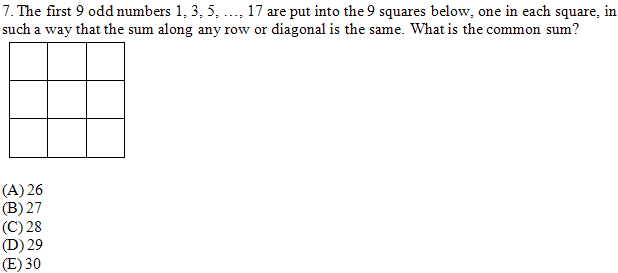 7. The first 9 odd numbers 1, 3, 5, …, 17 are put into the 9 squares below, one in each square, in
such a way that the sum along any row or diagonal is the same. What is the common sum?
(A) 26
(B) 27
(C) 28
(D) 29
(E) 30